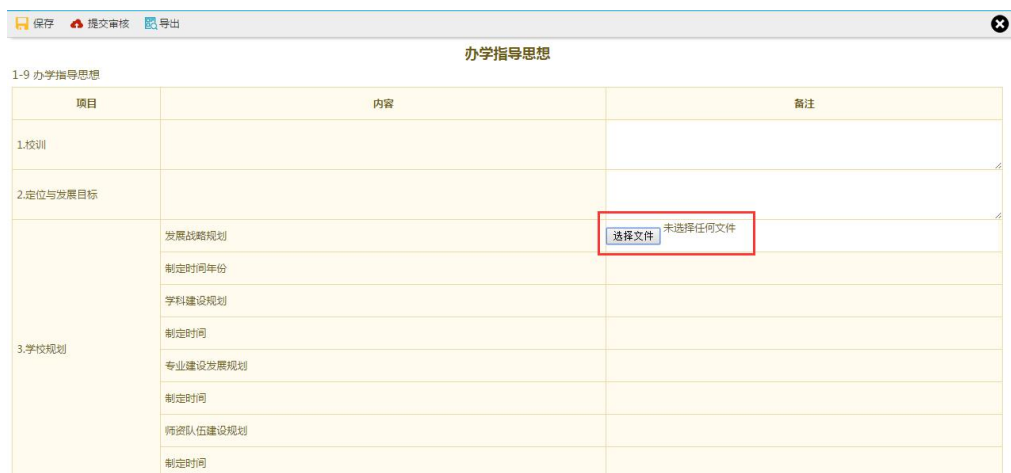 保存 提交审核 导出
办学指导思想
1-9 办学指导思想
项目 内容 备注
1.校训
2.定位与发展目标
发展战略规划 选择文件 未选择任何文件
制定时间年份
学科建设规划
制定时间
3.学校规划
专业建设发展规划
制定时间
师资队伍建设规划
制定时间